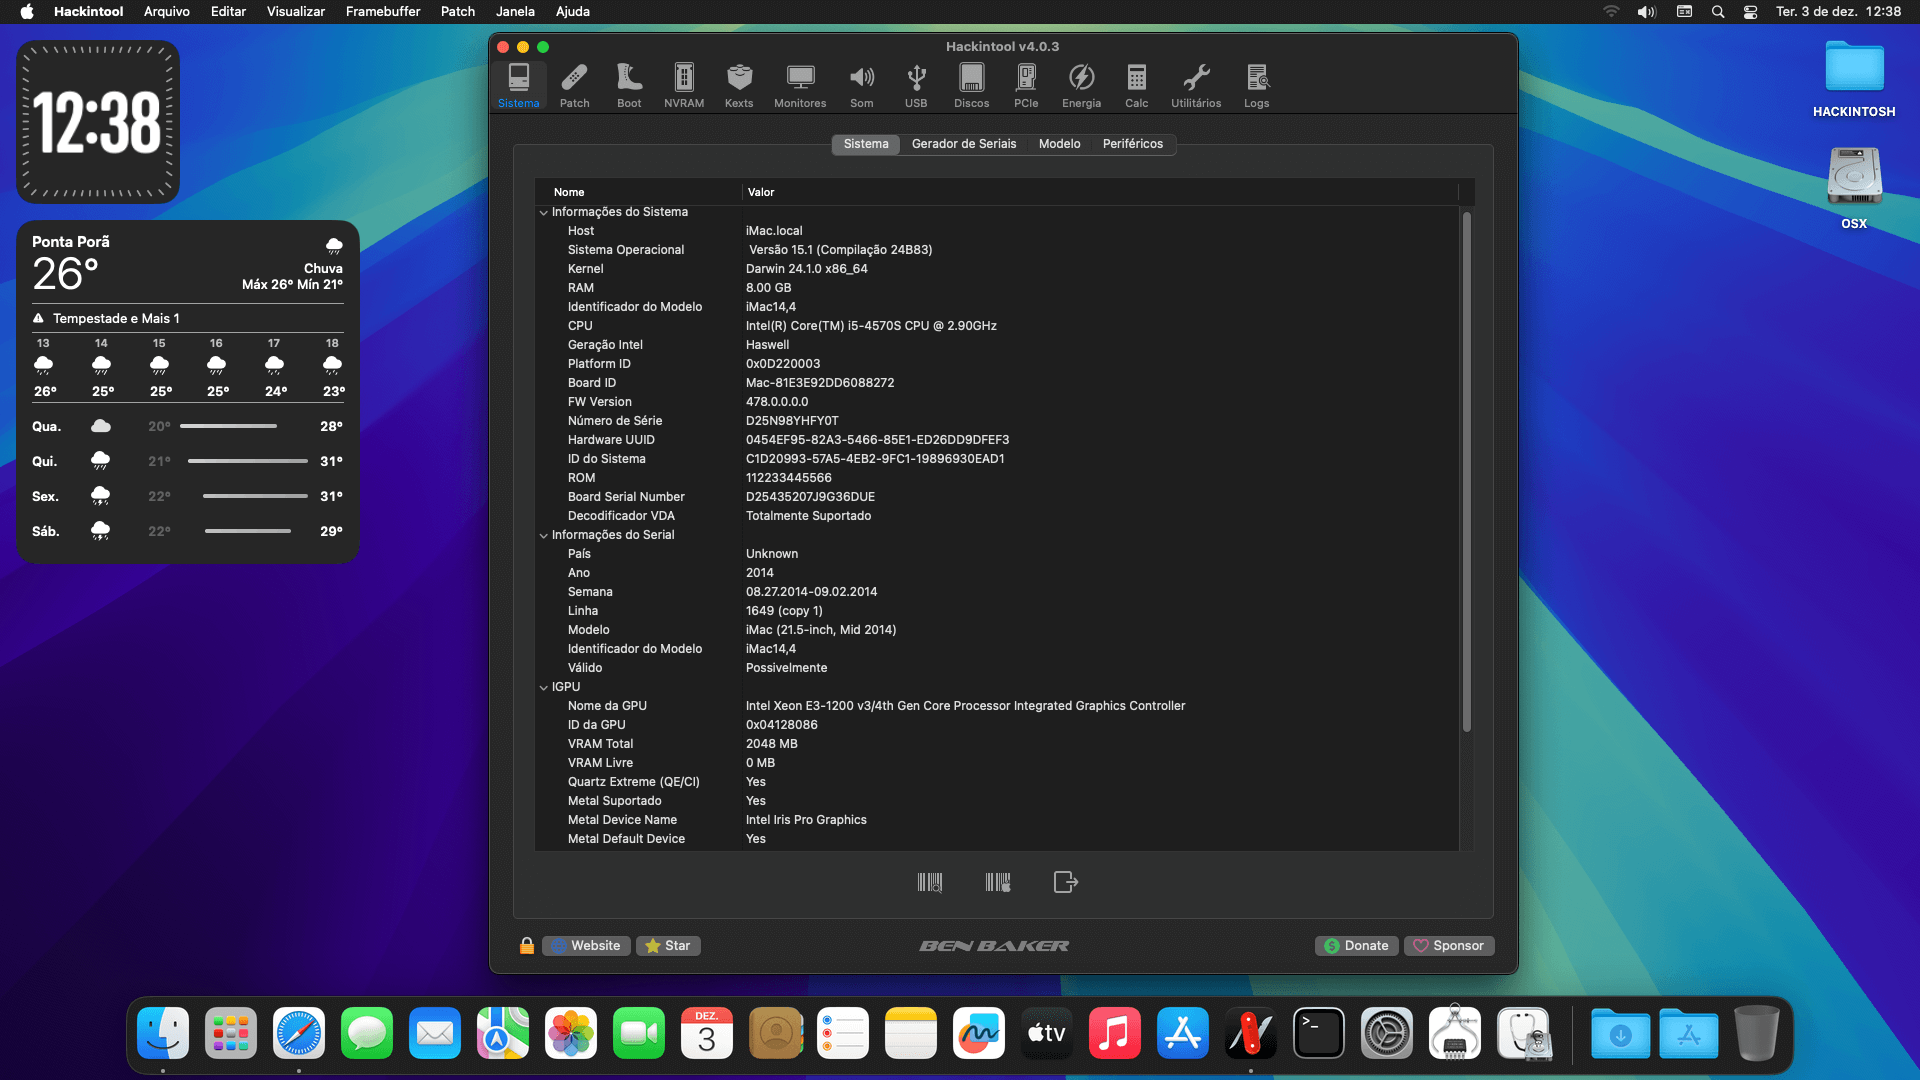 Hackintool Arquivo Editar Visualizar Framebuffer Patch Janela Ajuda
Ter. 3 de dez. 12:38
12:38
Ponta Porã
26°
Chuva
Máx 26° Mín 21°
Tempestade e Mais 1
13 14 15 16 17 18
26° 25° 25° 25° 24° 23°
Qua. 20° 28°
Qui. 21° 31°
Sex. 22° 31°
Sáb. 22° 29°
Hackintool v4.0.3
Sistema Patch Boot NVRAM Kexts Monitores Som USB Discos PCIe Energia Calc Utilitários Logs
Sistema Gerador de Seriais Modelo Periféricos
Nome Valor
Informações do Sistema
Host iMac.local
Sistema Operacional Versão 15.1 (Compilação 24B83)
Kernel Darwin 24.1.0 x86_64
RAM 8.00 GB
Identificador do Modelo iMac14,4
CPU Intel(R) Core(TM) i5-4570S CPU @ 2.90GHz
Geração Intel Haswell
Platform ID 0x0D220003
Board ID Mac-81E3E92DD6088272
FW Version 478.0.0.0.0
Número de Série D25N98YHFY0T
Hardware UUID 0454EF95-82A3-5466-85E1-ED26DD9DFEF3
ID do Sistema C1D20993-57A5-4EB2-9FC1-19896930EAD1
ROM 112233445566
Board Serial Number D25435207J9G36DUE
Decodificador VDA Totalmente Suportado
Informações do Serial
País Unknown
Ano 2014
Semana 08.27.2014-09.02.2014
Linha 1649 (copy 1)
Modelo iMac (21.5-inch, Mid 2014)
Identificador do Modelo iMac14,4
Válido Possivelmente
IGPU
Nome da GPU Intel Xeon E3-1200 v3/4th Gen Core Processor Integrated Graphics Controller
ID da GPU 0x04128086
VRAM Total 2048 MB
VRAM Livre 0 MB
Quartz Extreme (QE/CI) Yes
Metal Suportado Yes
Metal Device Name Intel Iris Pro Graphics
Metal Default Device Yes
Website Star BEN BAKER Donate Sponsor
HACKINTOSH
OSX
DEZ.
3
tv
>_